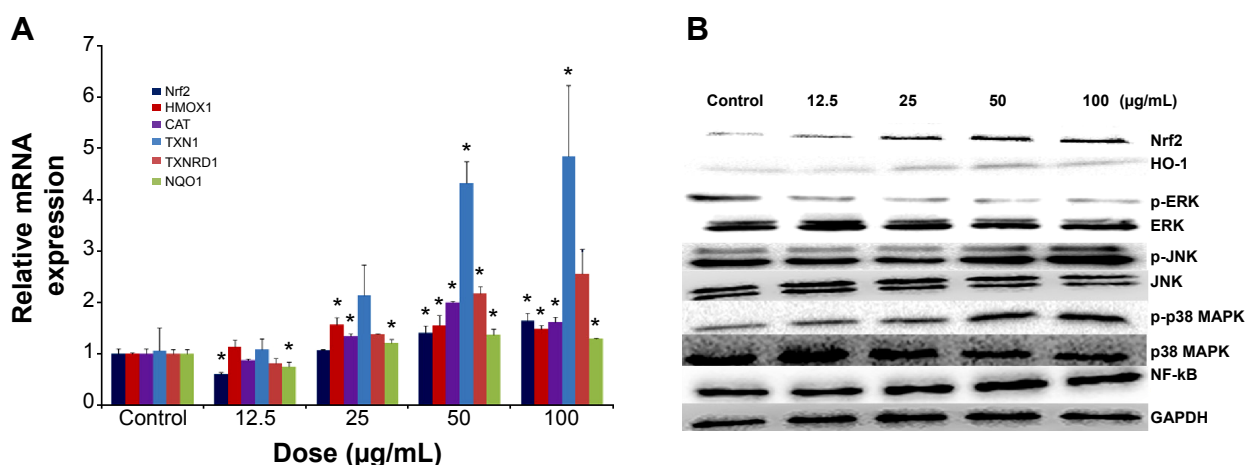 A
Relative mRNA
expression
7
6
5
4
3
2
1
0
Nrf2
HMOX1
CAT
TXN1
TXNRD1
NQO1
* * * * * * * * * * * * * * * * *
Control 12.5 25 50 100
Dose (µg/mL)
B
Control 12.5 25 50 100 (µg/mL)
Nrf2
HO-1
p-ERK
ERK
p-JNK
JNK
p-p38 MAPK
p38 MAPK
NF-kB
GAPDH